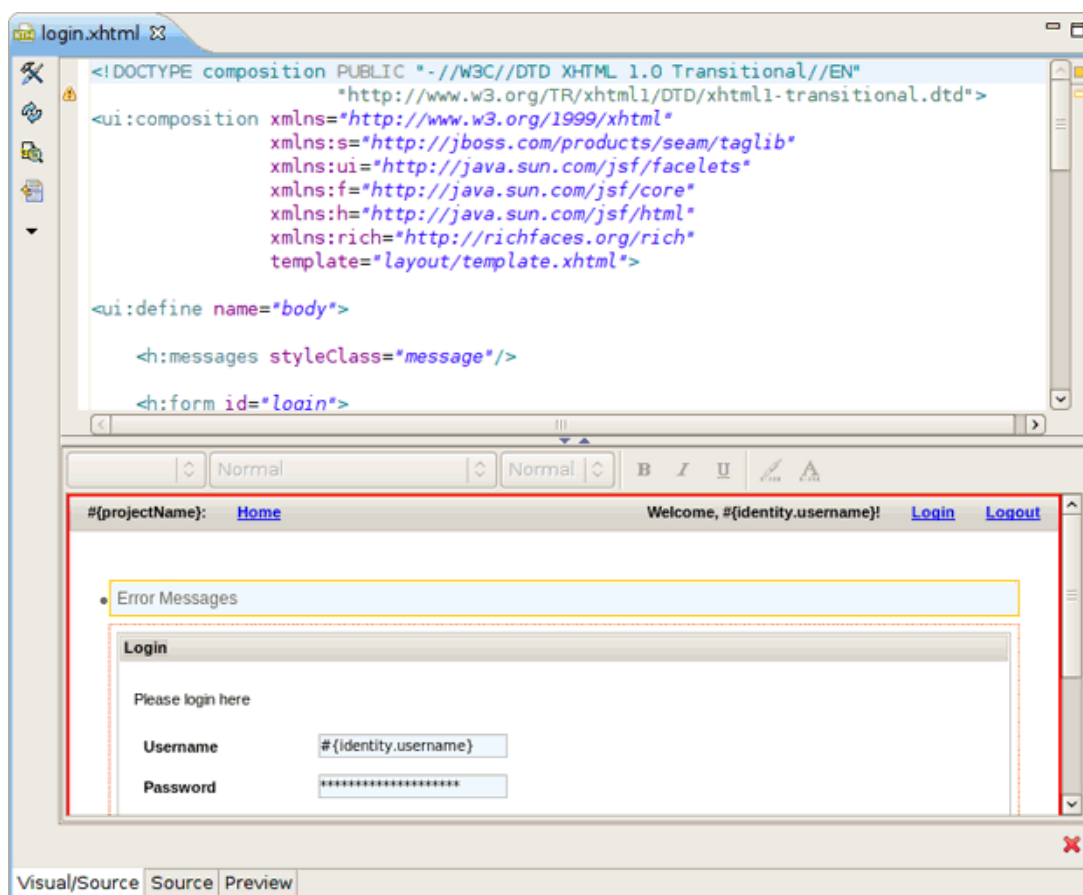 login.xhtml
<!DOCTYPE composition PUBLIC "-//W3C//DTD XHTML 1.0 Transitional//EN"
"http://www.w3.org/TR/xhtml1/DTD/xhtml1-transitional.dtd">
<ui:composition xmlns="http://www.w3.org/1999/xhtml"
xmlns:s="http://jboss.com/products/seam/taglib"
xmlns:ui="http://java.sun.com/jsf/facelets"
xmlns:f="http://java.sun.com/jsf/core"
xmlns:h="http://java.sun.com/jsf/html"
xmlns:rich="http://richfaces.org/rich"
template="layout/template.xhtml">
<ui:define name="body">
<h:messages styleClass="message"/>
<h:form id="login">
Normal Normal B I U A
#{projectName}: Home Welcome, #{identity.username}! Login Logout
Error Messages
Login
Please login here
Username #{identity.username}
Password ********************
Visual/Source Source Preview